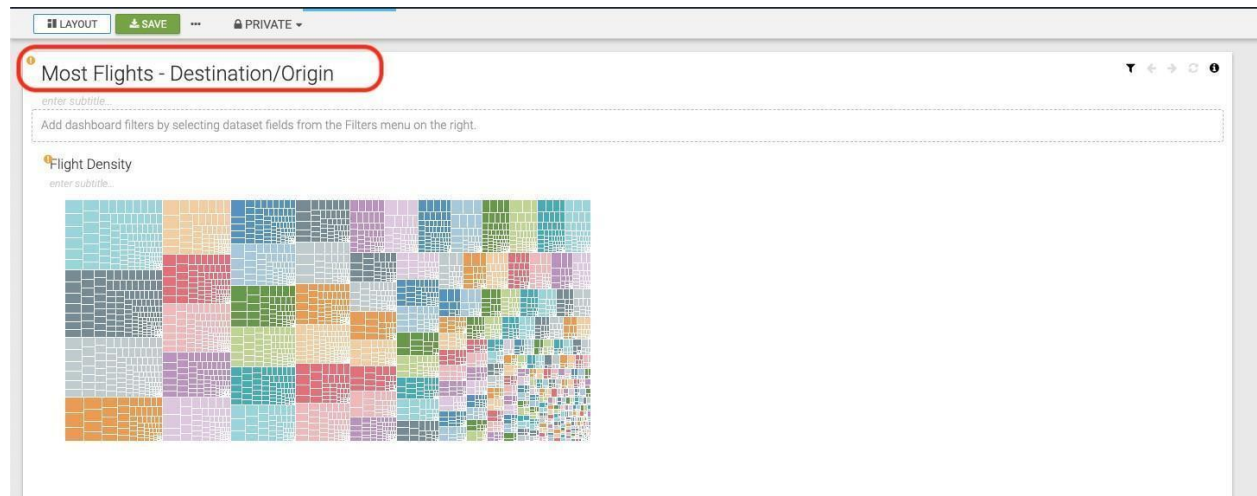 LAYOUT SAVE ... PRIVATE
Most Flights - Destination/Origin
enter subtitle...
Add dashboard filters by selecting dataset fields from the Filters menu on the right.
Flight Density
enter subtitle...